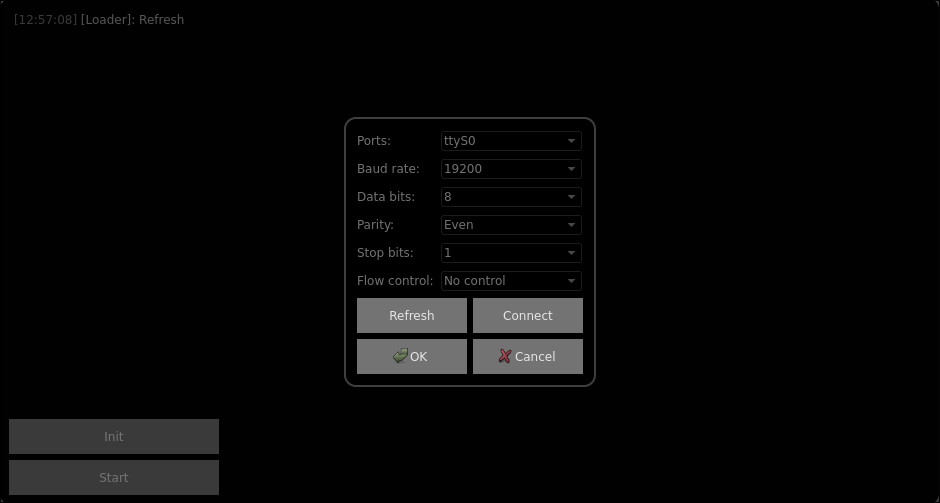 [12:57:08] [Loader]: Refresh
Ports: ttyS0
Baud rate: 19200
Data bits: 8
Parity: Even
Stop bits: 1
Flow control: No control
Refresh Connect
OK Cancel
Init
Start